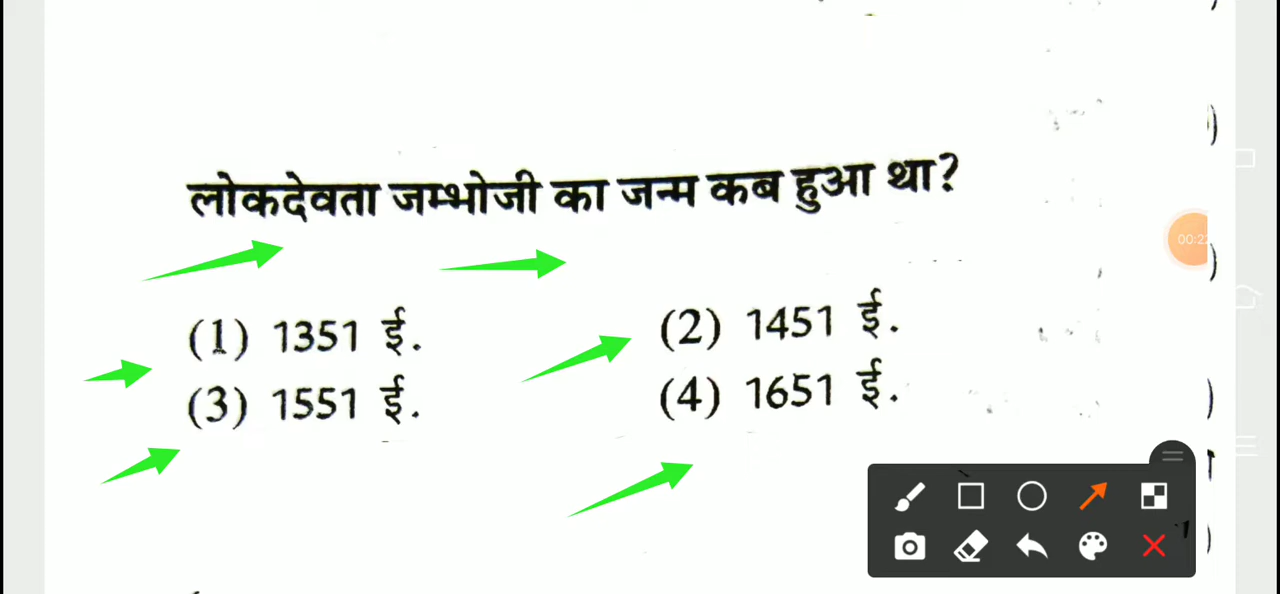 लोकदेवता जम्भोजी का जन्म कब हुआ था?
(1) 1351 ई. (2) 1451 ई.
(3) 1551 ई. (4) 1651 ई.